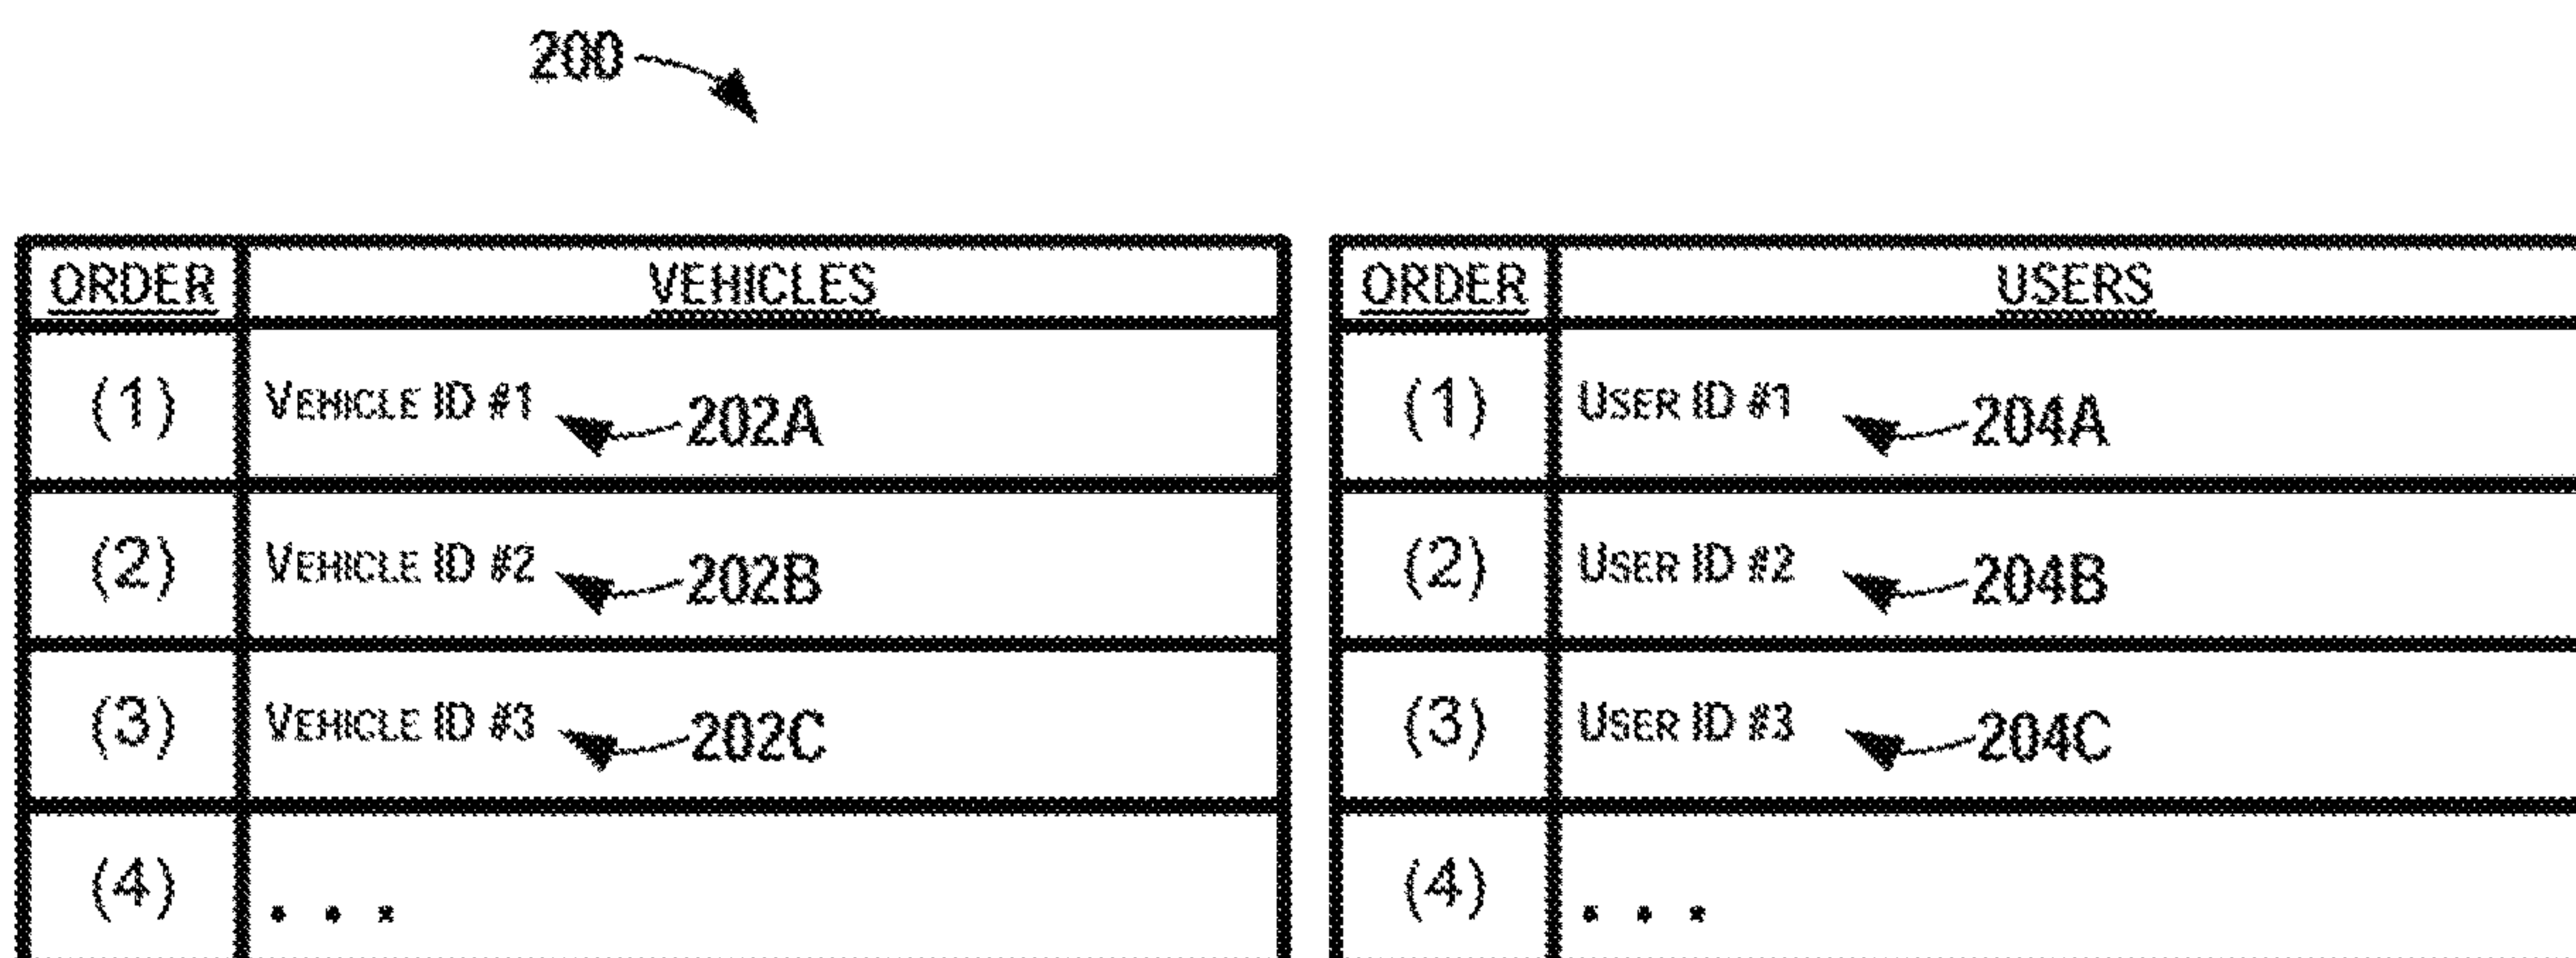 200
ORDER VEHICLES ORDER USERS
(1) VEHICLE ID #1 202A (1) USER ID #1 204A
(2) VEHICLE ID #2 202B (2) USER ID #2 204B
(3) VEHICLE ID #3 202C (3) USER ID #3 204C
(4) . . . (4) . . .